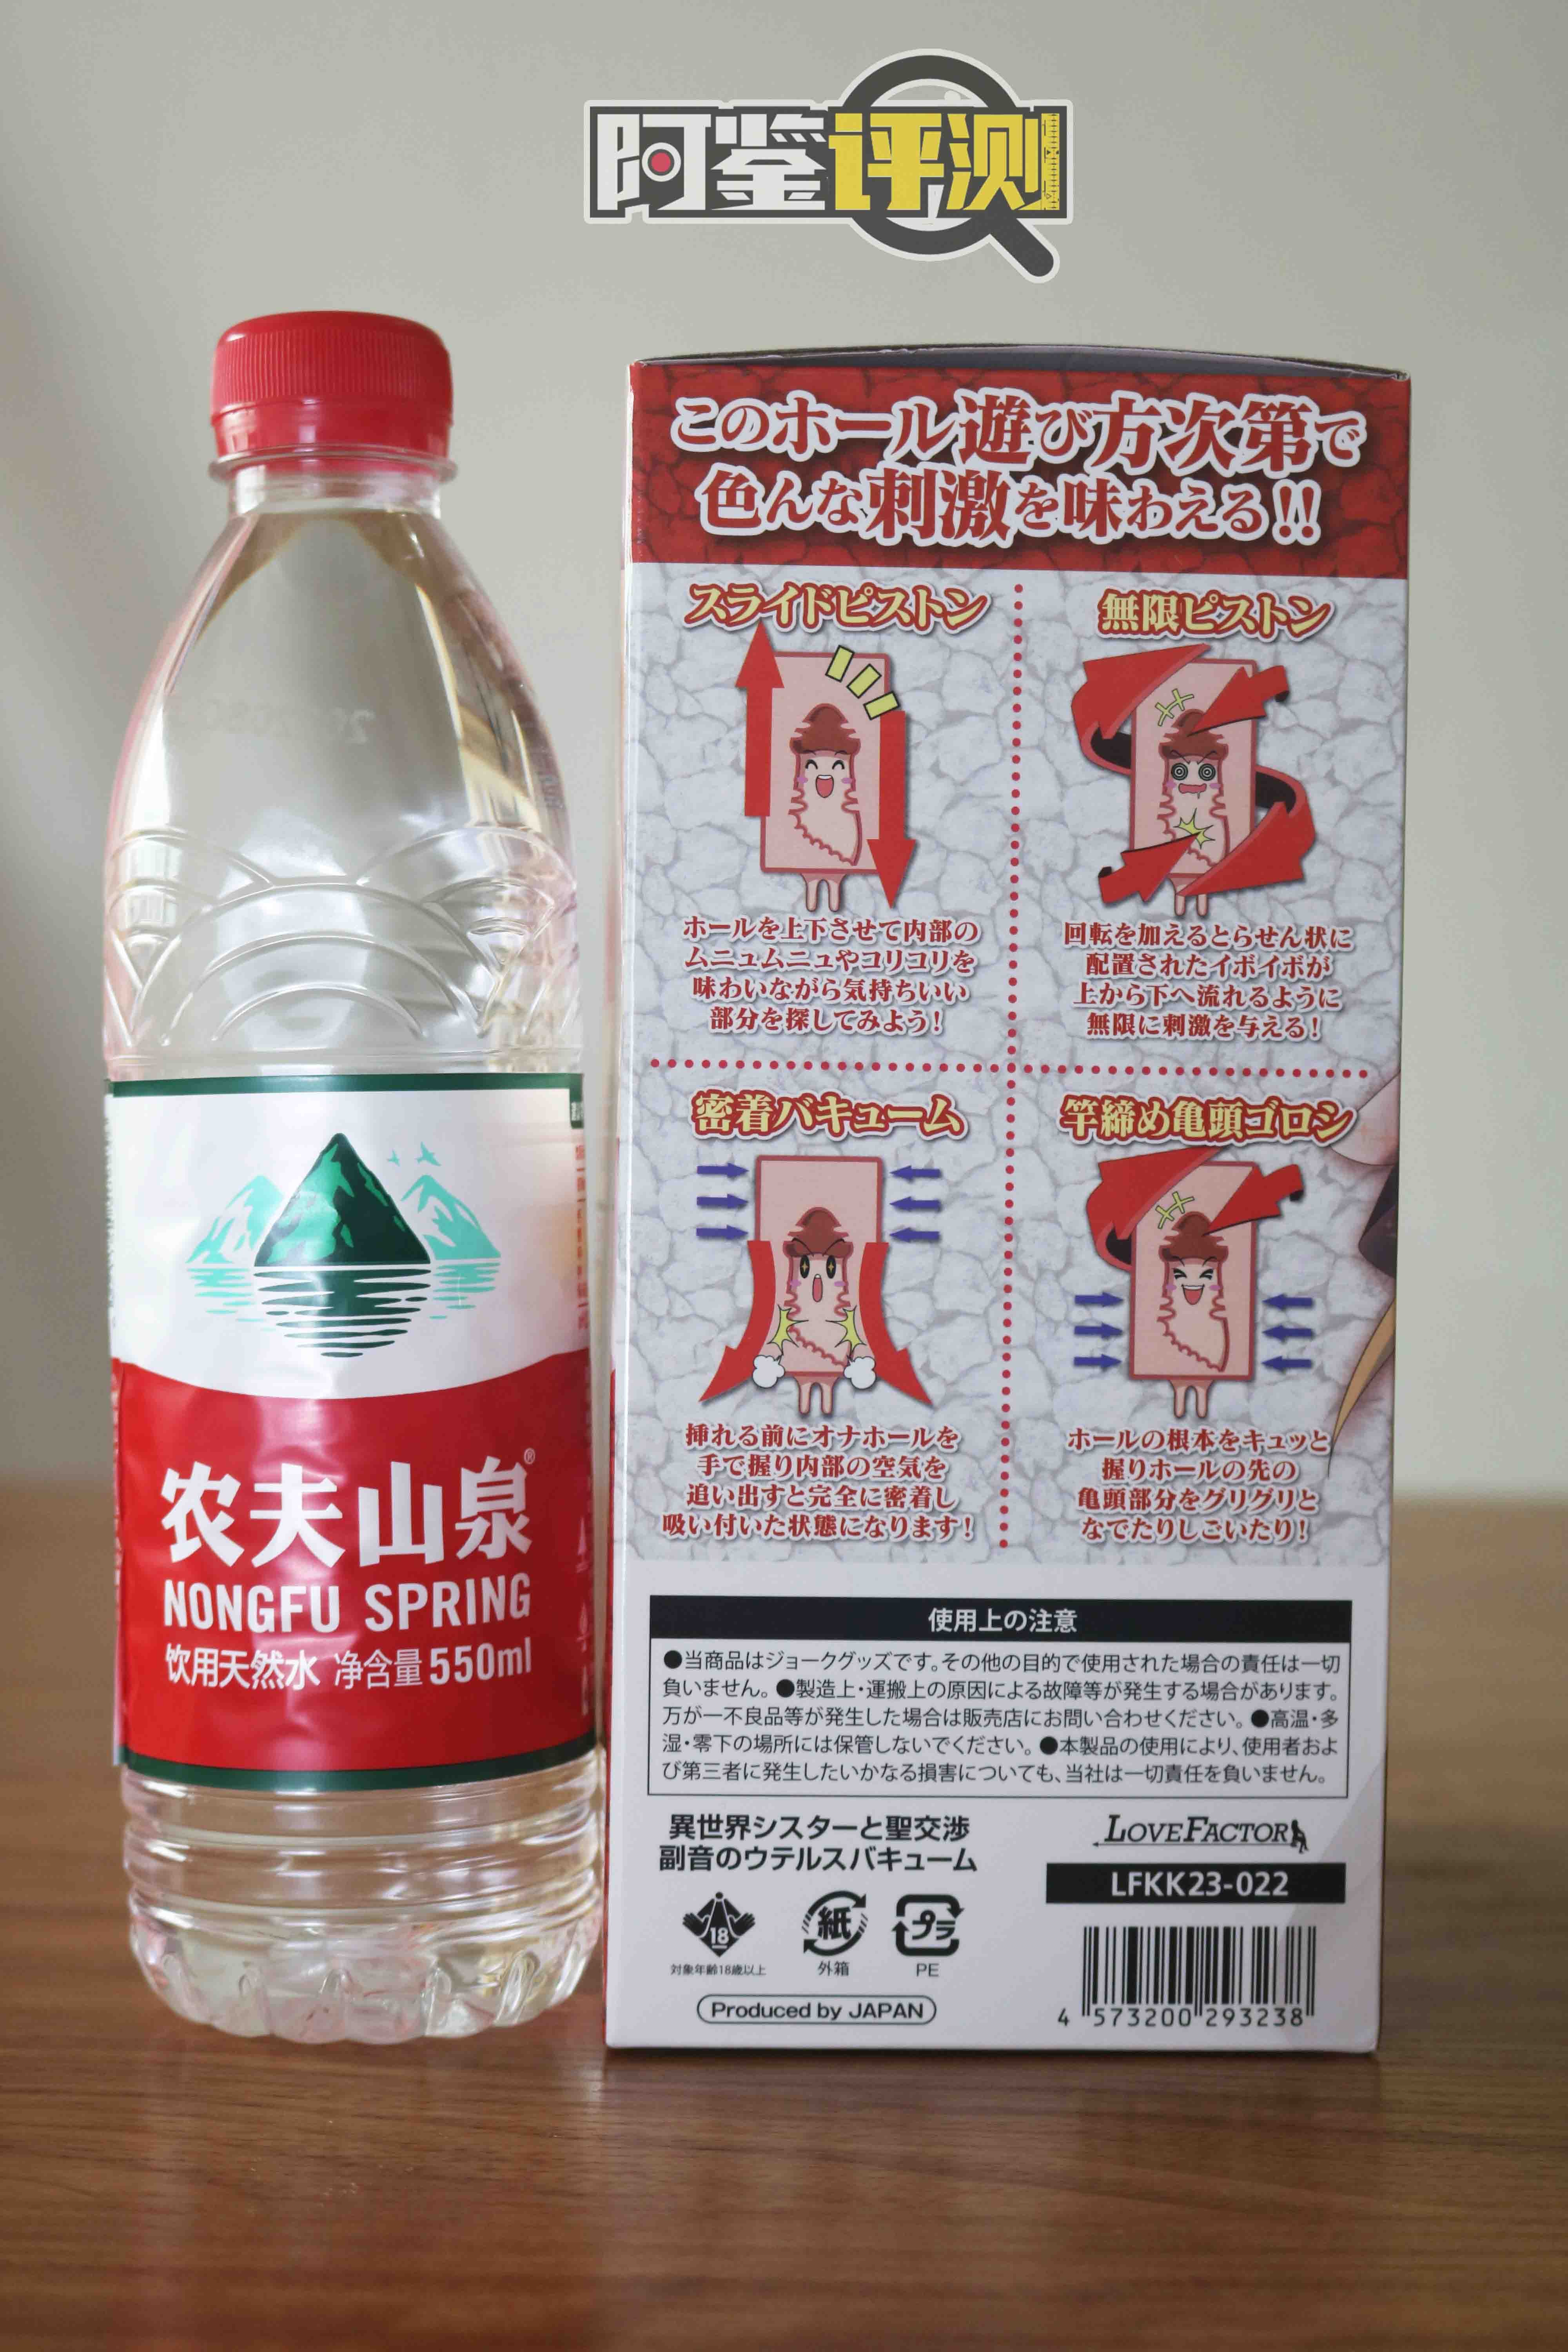 阿鉴评测
このホール遊び方次第で
色んな刺激を味わえる!!
スライドピストン
ホールを上下させて内部の
ムニュムニュやコリコリを
味わいながら気持ちいい
部分を探してみよう!
無限ピストン
回転を加えるとらせん状に
配置されたイボイボが
上から下へ流れるように
無限に刺激を与える!
密着バキューム
挿れる前にオナホールを
手で握り内部の空気を
追い出すと完全に密着し
吸い付いた状態になります!
竿締め亀頭ゴロシ
ホールの根本をキュッと
握りホールの先の
亀頭部分をグリグリと
なでたりしごいたり!
使用上の注意
●当商品はジョークグッズです。その他の目的で使用された場合の責任は一切
負いません。●製造上・運搬上の原因による故障等が発生する場合があります。
万が一不良品等が発生した場合は販売店にお問い合わせください。●高温・多
湿・零下の場所には保管しないでください。●本製品の使用により、使用者およ
び第三者に発生したいかなる損害についても、当社は一切責任を負いません。
異世界シスターと聖交渉
副音のウテルスバキューム
18
対象年齢18歳以上
紙
外箱
プラ
PE
Produced by JAPAN
LOVEFACTOR
LFKK23-022
4 573200 293238
农夫山泉®
NONGFU SPRING
饮用天然水 净含量550ml